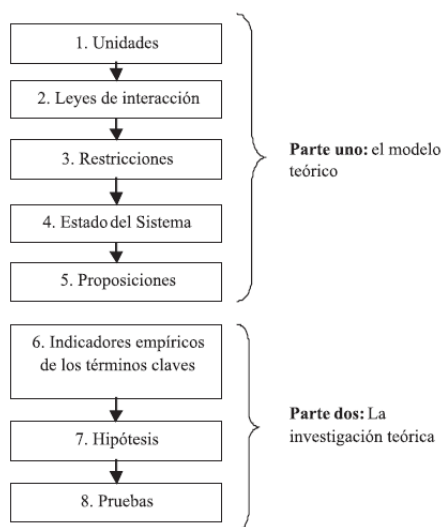 1. Unidades
2. Leyes de interacción
3. Restricciones
4. Estado del Sistema
5. Proposiciones
Parte uno: el modelo
teórico
6. Indicadores empíricos
de los términos claves
7. Hipótesis
8. Pruebas
Parte dos: La
investigación teórica